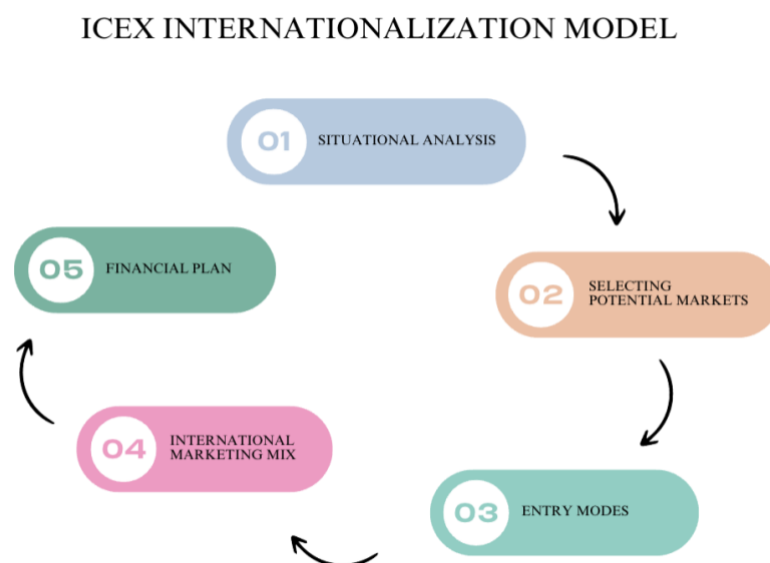 ICEX INTERNATIONALIZATION MODEL
01 SITUATIONAL ANALYSIS
02 SELECTING
POTENTIAL MARKETS
03 ENTRY MODES
04 INTERNATIONAL
MARKETING MIX
05 FINANCIAL PLAN